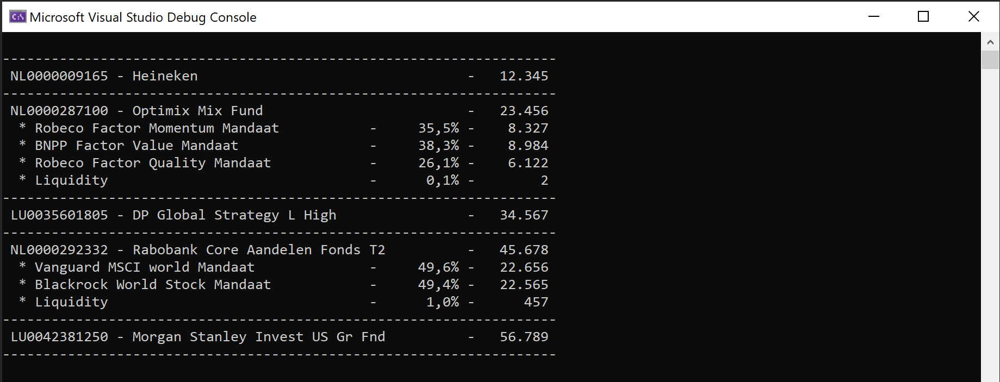 Microsoft Visual Studio Debug Console
--------------------------------------------------------------------
NL0000009165 - Heineken - 12.345
--------------------------------------------------------------------
NL0000287100 - Optimix Mix Fund - 23.456
* Robeco Factor Momentum Mandaat - 35,5% - 8.327
* BNPP Factor Value Mandaat - 38,3% - 8.984
* Robeco Factor Quality Mandaat - 26,1% - 6.122
* Liquidity - 0,1% - 2
--------------------------------------------------------------------
LU0035601805 - DP Global Strategy L High - 34.567
--------------------------------------------------------------------
NL0000292332 - Rabobank Core Aandelen Fonds T2 - 45.678
* Vanguard MSCI world Mandaat - 49,6% - 22.656
* Blackrock World Stock Mandaat - 49,4% - 22.565
* Liquidity - 1,0% - 457
--------------------------------------------------------------------
LU0042381250 - Morgan Stanley Invest US Gr Fnd - 56.789
--------------------------------------------------------------------